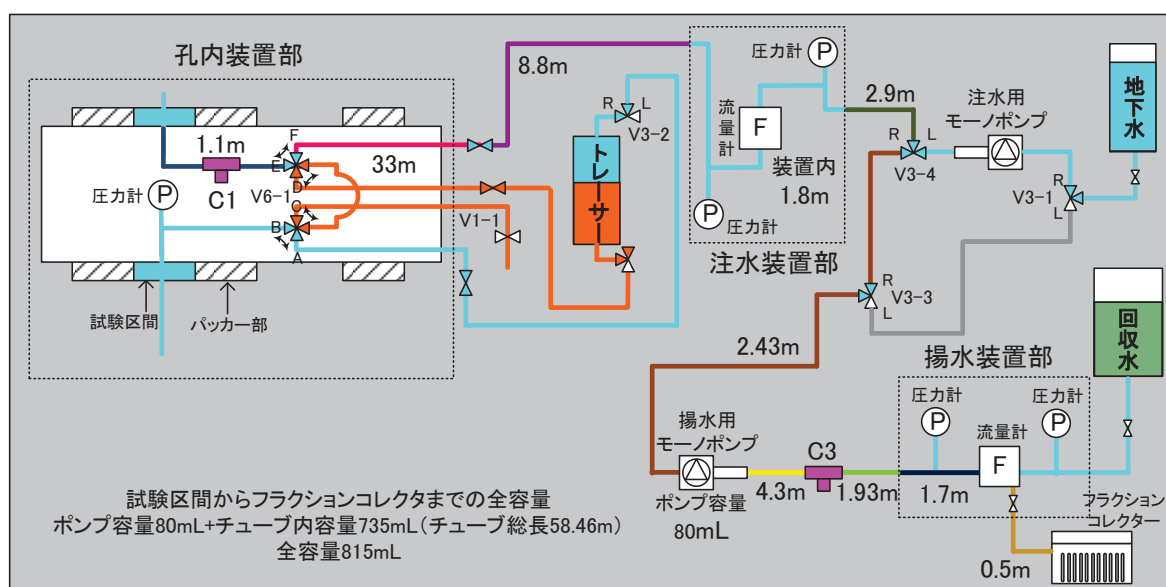 孔内装置部
1.1m
C1
圧力計
P
F
E
D
C
B
A
V6-1
33m
V1-1
試験区間
パッカー部
8.8m
R
L
V3-2
トレーサー
圧力計
P
流量計
F
P
圧力計
装置内
1.8m
注水装置部
2.9m
R
L
V3-4
注水用
モーノポンプ
地下水
R
V3-1
L
R
V3-3
L
2.43m
揚水装置部
回収水
圧力計
P
圧力計
P
流量計
F
揚水用
モーノポンプ
ポンプ容量
80mL
4.3m
C3
1.93m
1.7m
0.5m
フラクション
コレクター
試験区間からフラクションコレクタまでの全容量
ポンプ容量80mL+チューブ内容量735mL(チューブ総長58.46m)
全容量815mL